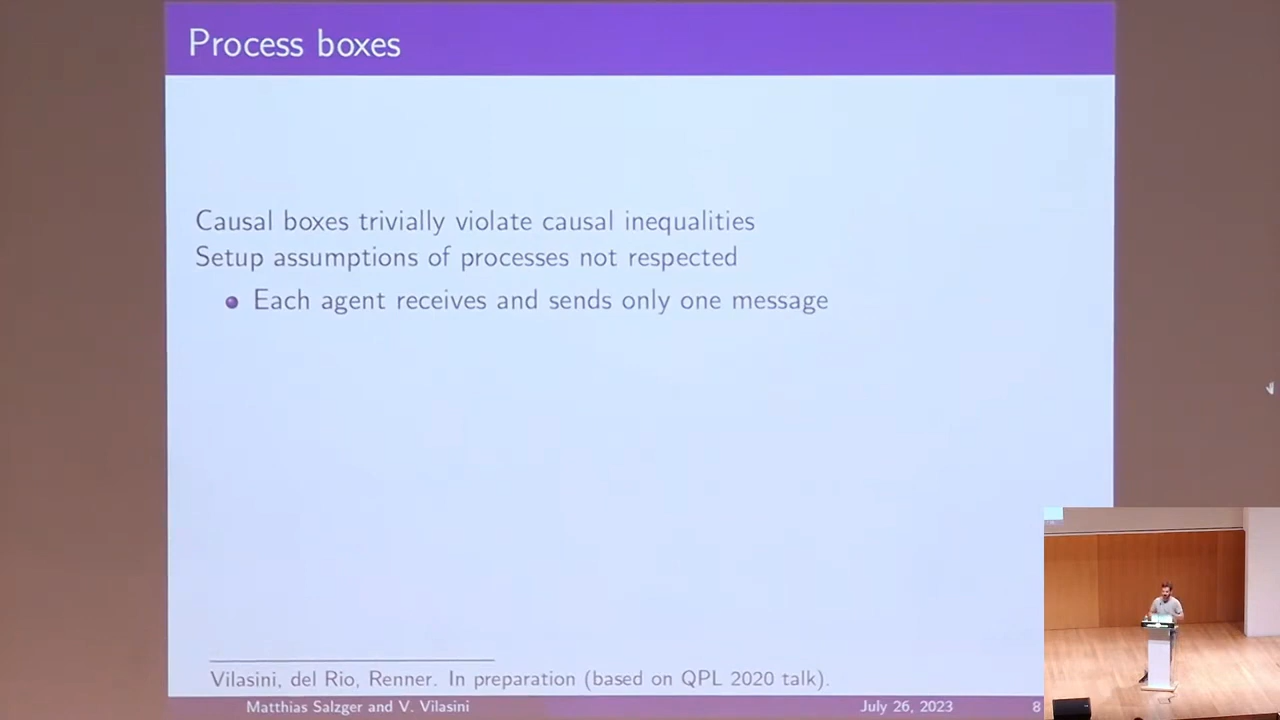 Process boxes
Causal boxes trivially violate causal inequalities
Setup assumptions of processes not respected
Each agent receives and sends only one message
Vilasini, del Rio, Renner. In preparation (based on QPL 2020 talk).
Matthias Salzger and V. Vilasini July 26, 2023 8